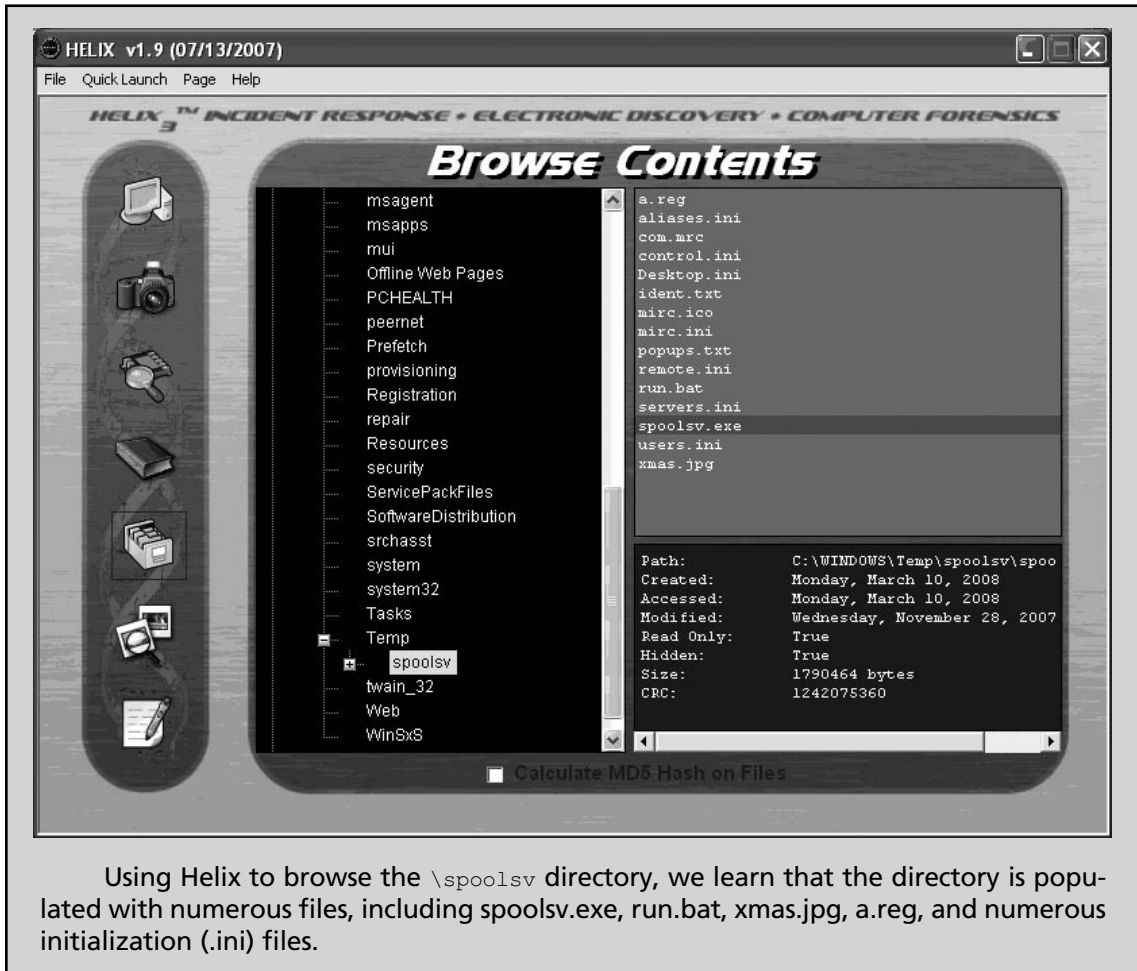 HELIX v1.9 (07/13/2007)
File Quick Launch Page Help
HELIX 3™ INCIDENT RESPONSE • ELECTRONIC DISCOVERY • COMPUTER FORENSICS
Browse Contents
msagent
msapps
mui
Offline Web Pages
PCHEALTH
peernet
Prefetch
provisioning
Registration
repair
Resources
security
ServicePackFiles
SoftwareDistribution
srchasst
system
system32
Tasks
Temp
spoolsv
twain_32
Web
WinSxS
a.reg
aliases.ini
com.mrc
control.ini
Desktop.ini
ident.txt
mirc.ico
mirc.ini
popups.txt
remote.ini
run.bat
servers.ini
spoolsv.exe
users.ini
xmas.jpg
Path: C:\WINDOWS\Temp\spoolsv\spoo
Created: Monday, March 10, 2008
Accessed: Monday, March 10, 2008
Modified: Wednesday, November 28, 2007
Read Only: True
Hidden: True
Size: 1790464 bytes
CRC: 1242075360
Calculate MD5 Hash on Files
Using Helix to browse the \spoolsv directory, we learn that the directory is popu-
lated with numerous files, including spoolsv.exe, run.bat, xmas.jpg, a.reg, and numerous
initialization (.ini) files.